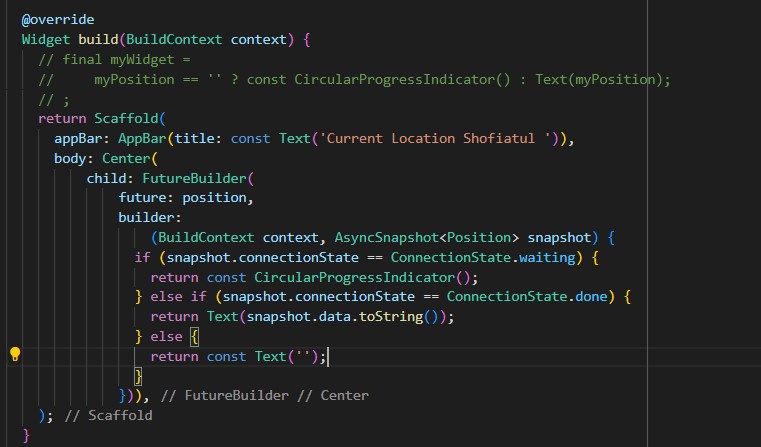 @override
Widget build(BuildContext context) {
  // final myWidget =
  //     myPosition == '' ? const CircularProgressIndicator() : Text(myPosition);
  // ;
  return Scaffold(
    appBar: AppBar(title: const Text('Current Location Shofiatul ')),
    body: Center(
        child: FutureBuilder(
            future: position,
            builder:
                (BuildContext context, AsyncSnapshot<Position> snapshot) {
              if (snapshot.connectionState == ConnectionState.waiting) {
                return const CircularProgressIndicator();
              } else if (snapshot.connectionState == ConnectionState.done) {
                return Text(snapshot.data.toString());
              } else {
                return const Text('');
              }
            })), // FutureBuilder // Center
  ); // Scaffold
}